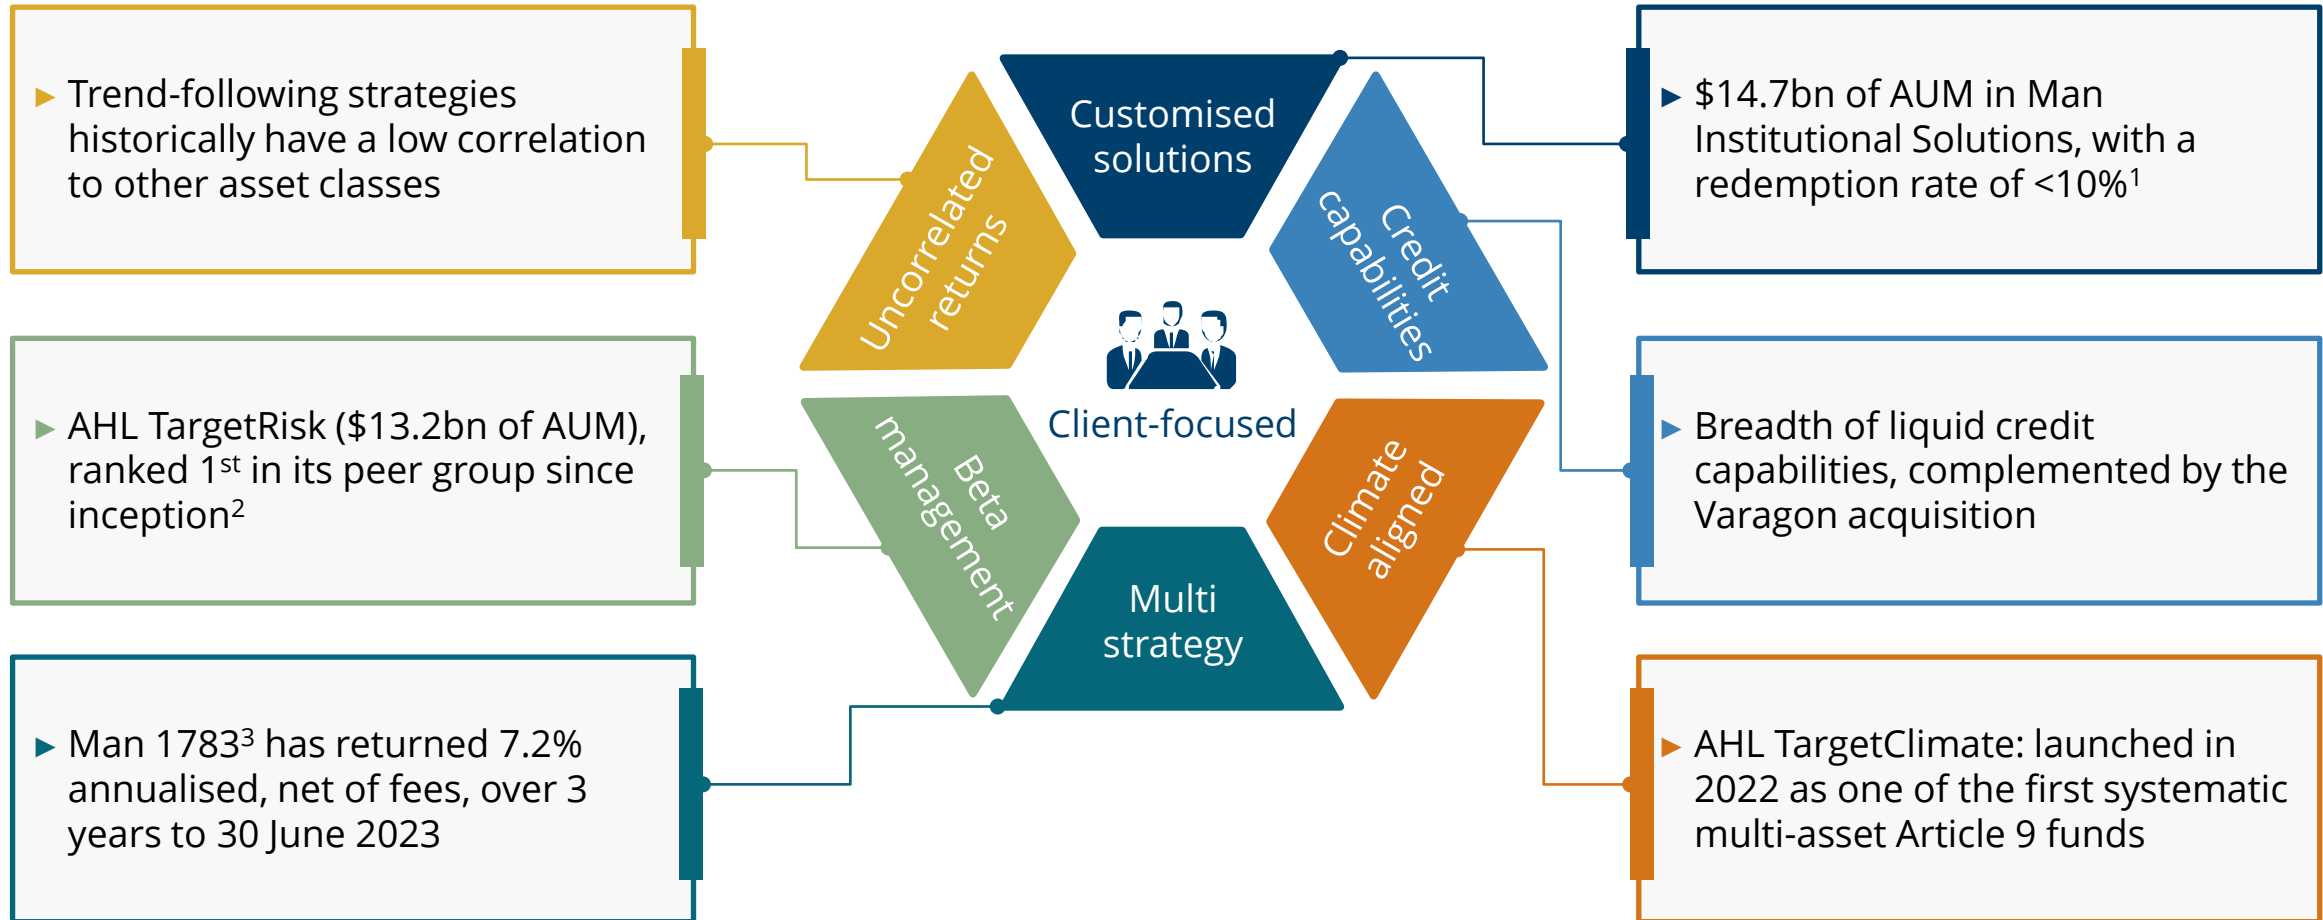 ► Trend-following strategies
historically have a low correlation
to other asset classes
► AHL TargetRisk ($13.2bn of AUM),
ranked 1st in its peer group since
inception2
► Man 17833 has returned 7.2%
annualised, net of fees, over 3
years to 30 June 2023
Customised
solutions
Uncorrelated
returns
Credit
capabilities
Client-focused
Beta
management
Climate
aligned
Multi
strategy
► $14.7bn of AUM in Man
Institutional Solutions, with a
redemption rate of <10%1
► Breadth of liquid credit
capabilities, complemented by the
Varagon acquisition
► AHL TargetClimate: launched in
2022 as one of the first systematic
multi-asset Article 9 funds